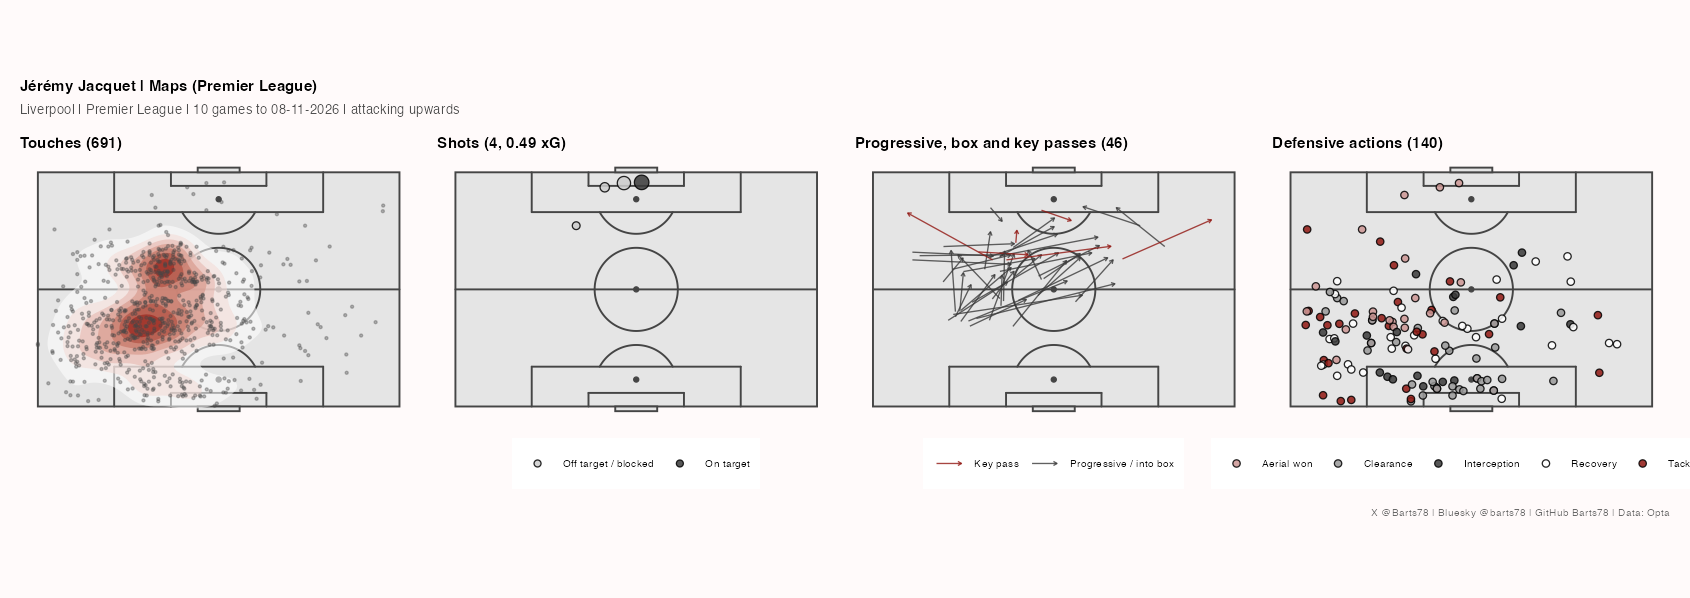 Jérémy Jacquet | Maps (Premier League)
Liverpool | Premier League | 10 games to 08-11-2026 | attacking upwards
Touches (691)
Shots (4, 0.49 xG)
Progressive, box and key passes (46)
Defensive actions (140)
Off target / blocked
On target
Key pass
Progressive / into box
Aerial won
Clearance
Interception
Recovery
Tack
X @Barts78 | Bluesky @barts78 | GitHub Barts78 | Data: Opta